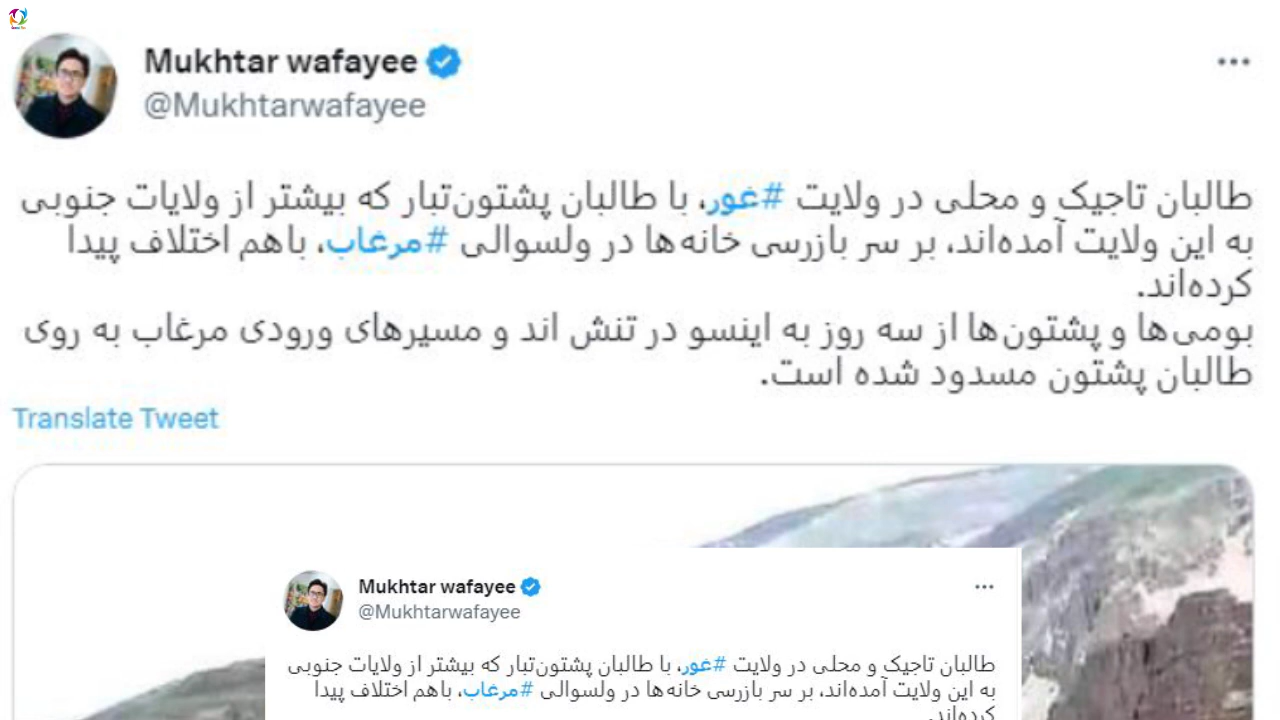 Mukhtar wafayee
@Mukhtarwafayee
طالبان تاجیک و محلی در ولایت #غور، با طالبان پشتون‌تبار که بیشتر از ولایات جنوبی
به این ولایت آمده‌اند، بر سر بازرسی خانه‌ها در ولسوالی #مرغاب، باهم اختلاف پیدا
کرده‌اند.
بومی‌ها و پشتون‌ها از سه روز به اینسو در تنش اند و مسیرهای ورودی مرغاب به روی
طالبان پشتون مسدود شده است.
Translate Tweet
Mukhtar wafayee
@Mukhtarwafayee
طالبان تاجیک و محلی در ولایت #غور، با طالبان پشتون‌تبار که بیشتر از ولایات جنوبی
به این ولایت آمده‌اند، بر سر بازرسی خانه‌ها در ولسوالی #مرغاب، باهم اختلاف پیدا
کرده‌اند.